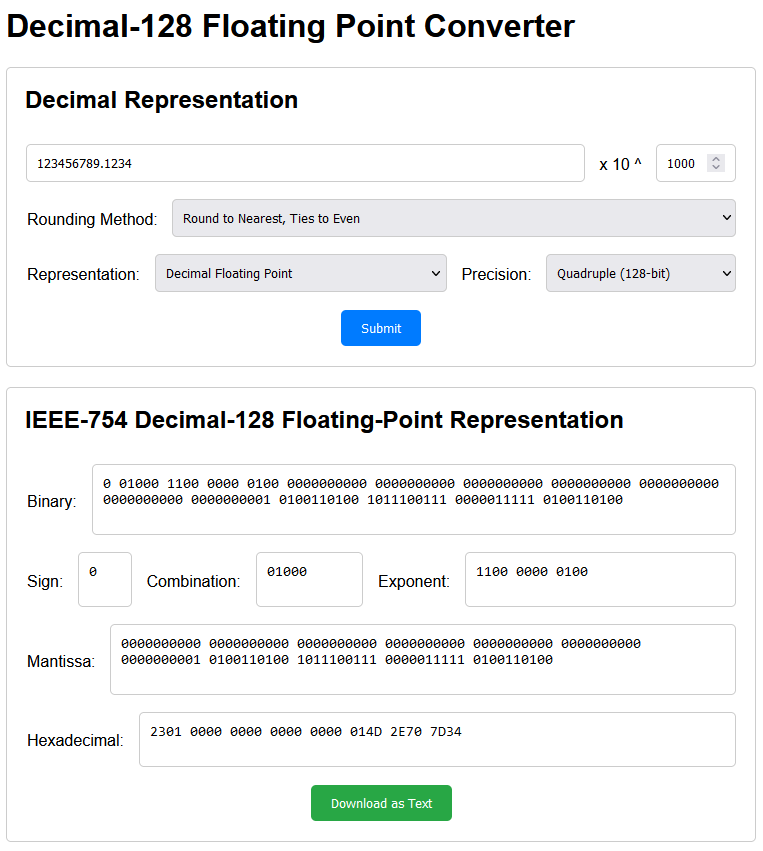 Decimal-128 Floating Point Converter
Decimal Representation
123456789.1234 x 10 ^ 1000
Rounding Method: Round to Nearest, Ties to Even
Representation: Decimal Floating Point Precision: Quadruple (128-bit)
Submit
IEEE-754 Decimal-128 Floating-Point Representation
Binary: 0 01000 1100 0000 0100 0000000000 0000000000 0000000000 0000000000 0000000000
0000000000 0000000001 0100110100 1011100111 0000011111 0100110100
Sign: 0 Combination: 01000 Exponent: 1100 0000 0100
Mantissa: 0000000000 0000000000 0000000000 0000000000 0000000000 0000000000
0000000001 0100110100 1011100111 0000011111 0100110100
Hexadecimal: 2301 0000 0000 0000 0000 014D 2E70 7D34
Download as Text